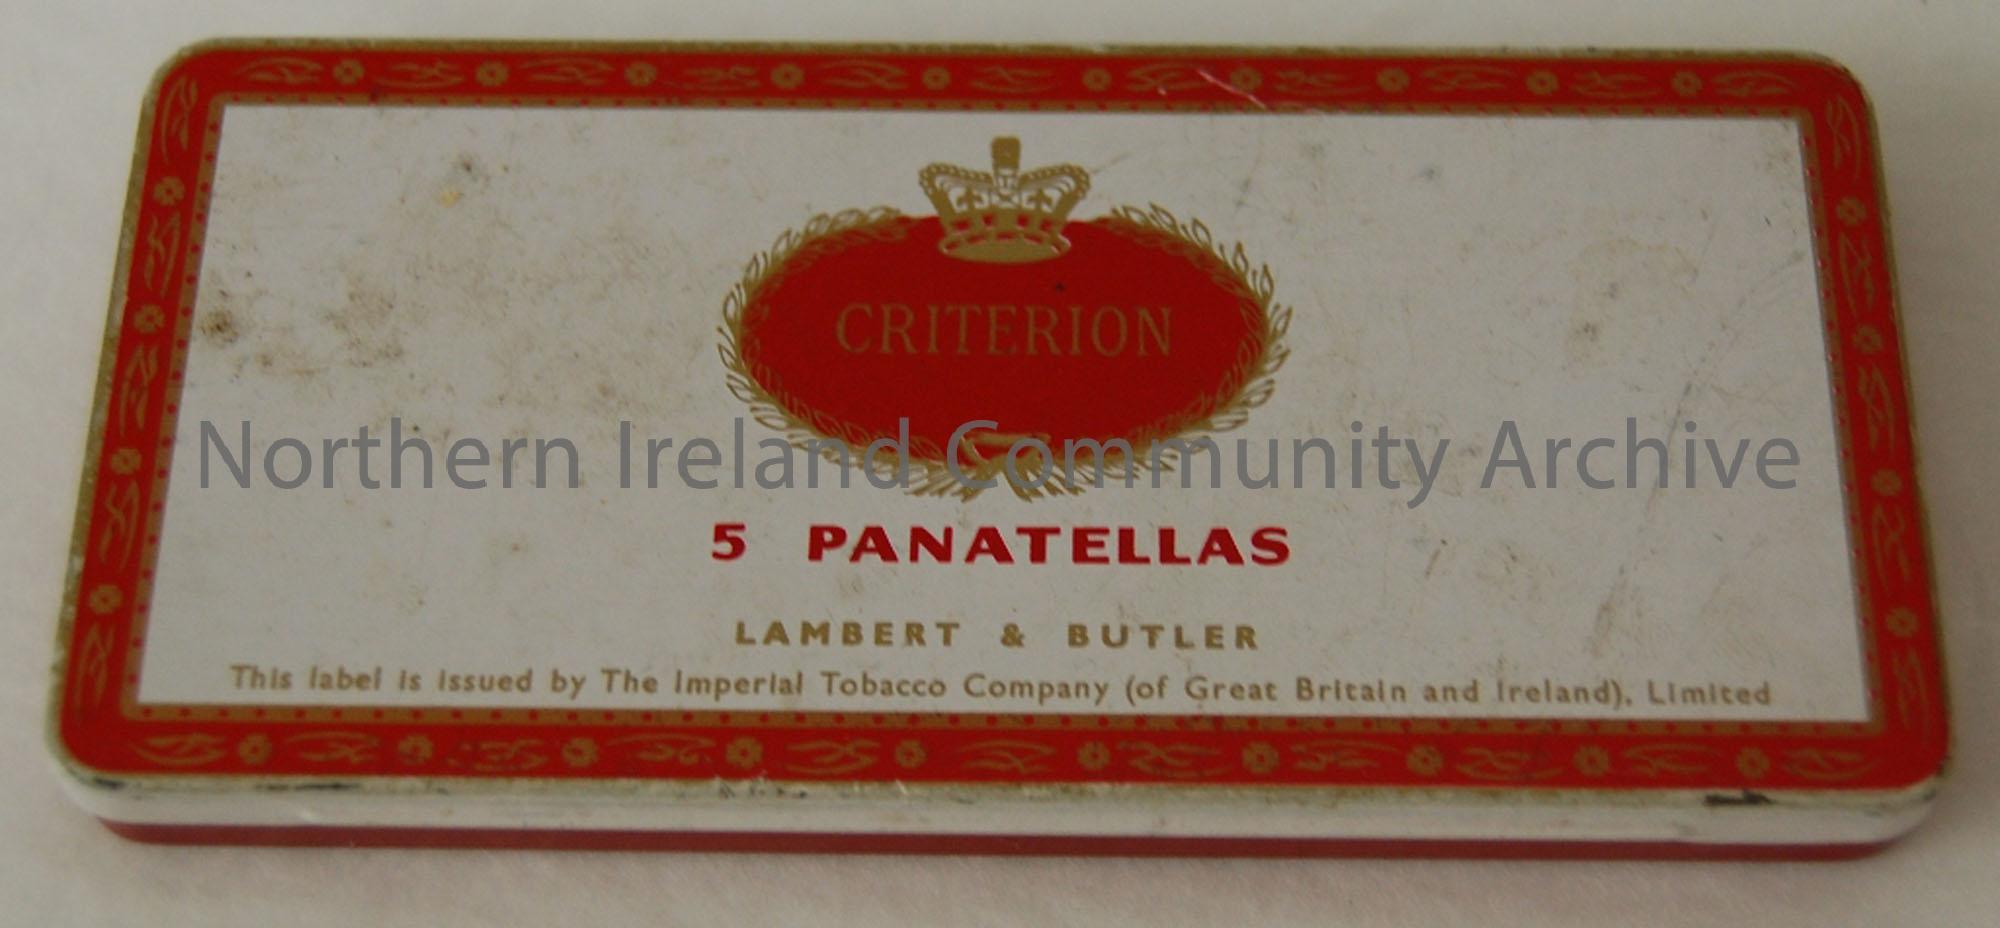 CRITERION
Northern Ireland Community Archive
5 PANATELLAS
LAMBERT & BUTLER
This label is issued by The Imperial Tobacco Company (of Great Britain and Ireland), Limited